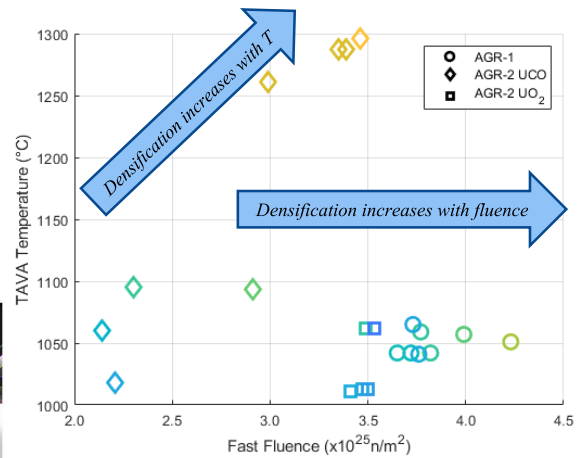 1300
1250
1200
1150
1100
1050
1000
TAVA Temperature (°C)
Densification increases with T
AGR-1
AGR-2 UCO
AGR-2 UO2
Densification increases with fluence
2.0 2.5 3.0 3.5 4.0 4.5
Fast Fluence (x10^25n/m^2)